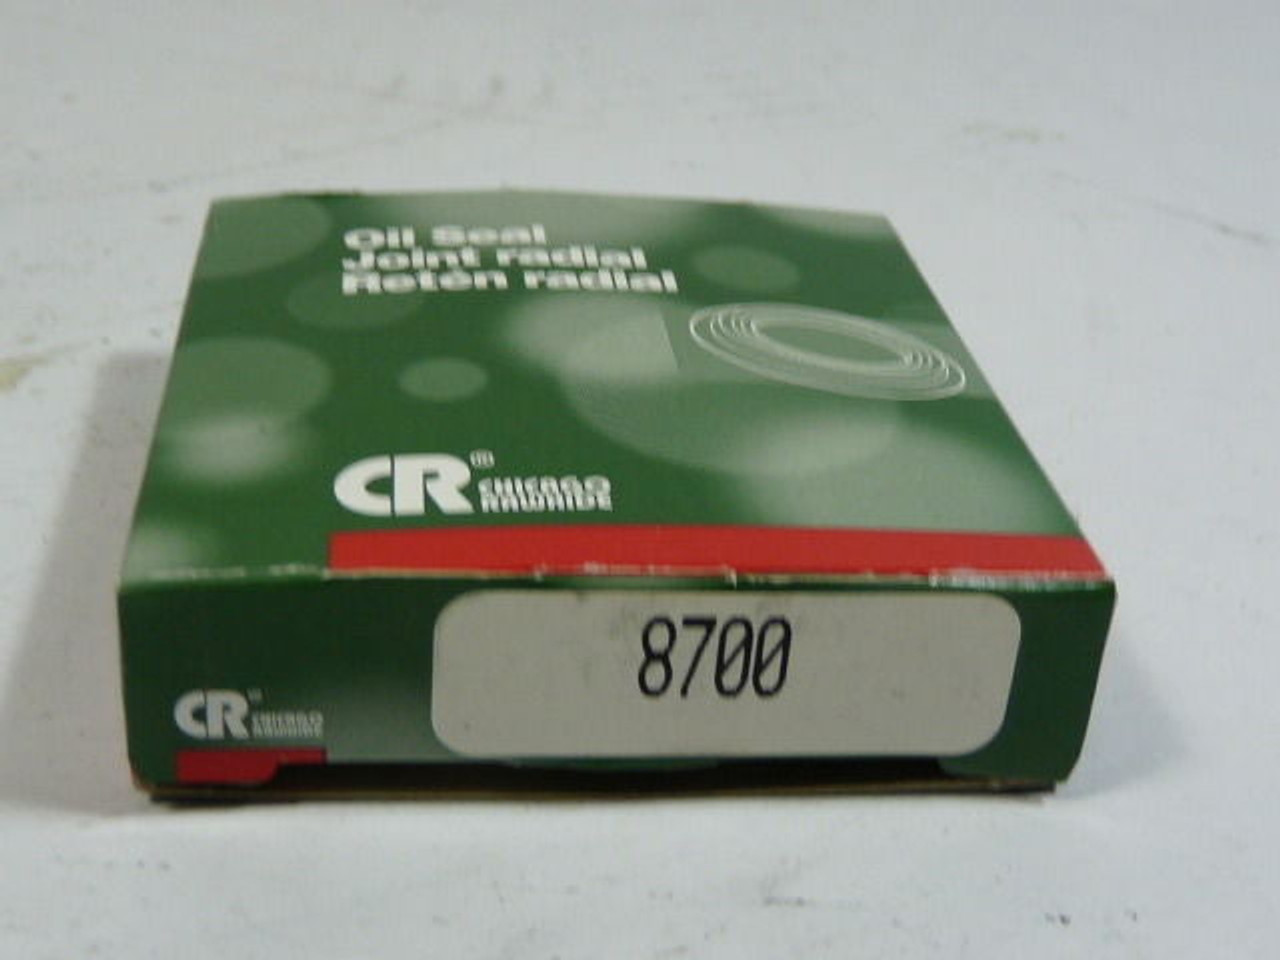 Oil Seal
Joint radial
Retén radial
CR® CHICAGO
RAWHIDE
8700
CR CHICAGO
RAWHIDE